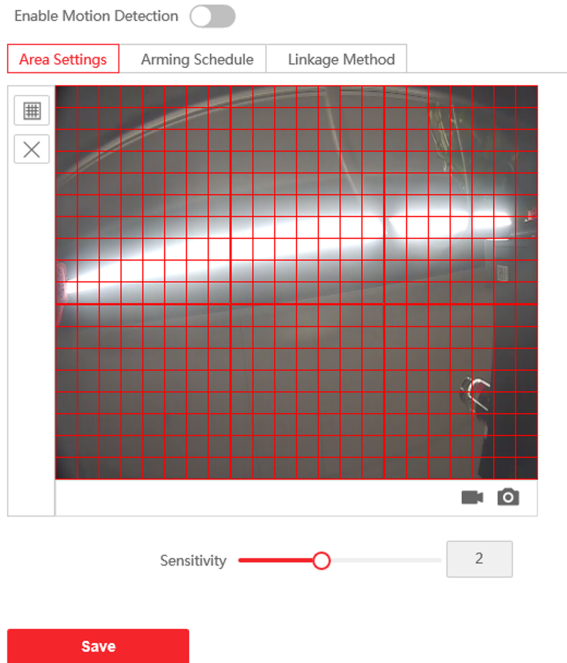 Enable Motion Detection
Area Settings
Arming Schedule
Linkage Method
Sensitivity
2
Save